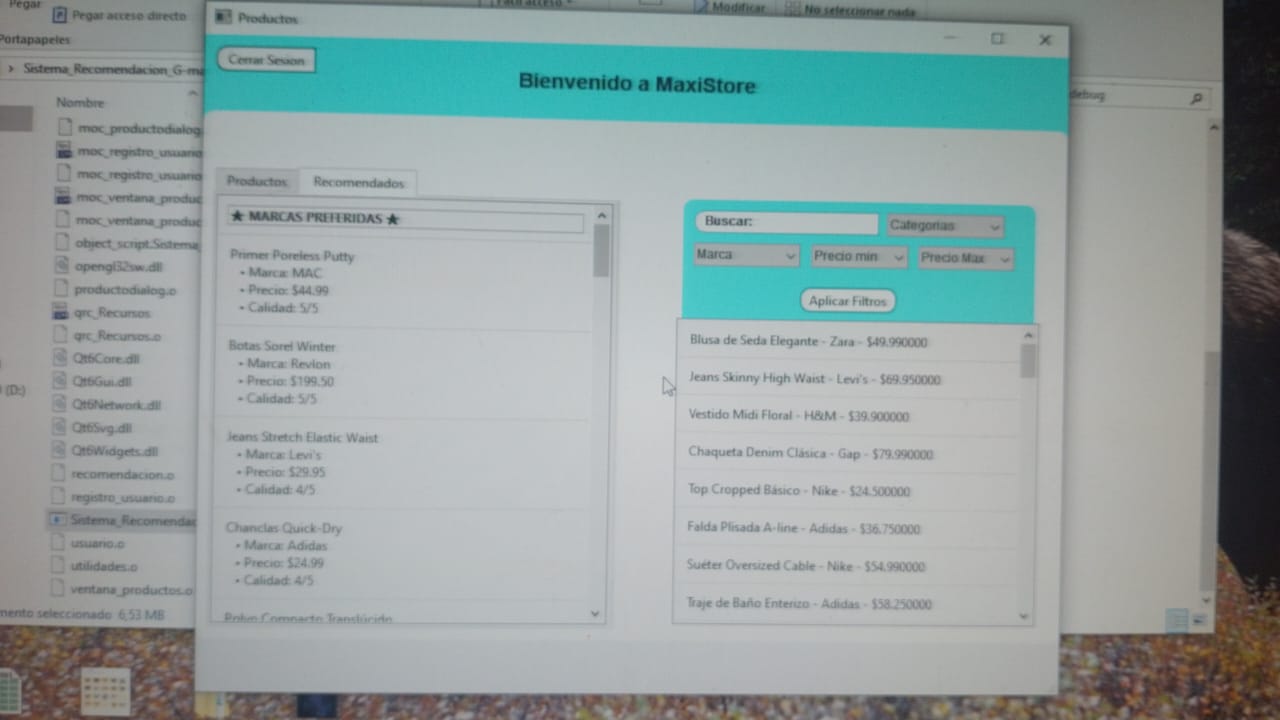 Pegar
Pegar acceso directo
Modificar
No seleccionar nada
Portapapeles
Sistema_Recomendacion_G-ma
debug
Nombre
moc_productodialog
moc_registro_usuario
moc_registro_usuario
moc_ventana_produc
moc_ventana_produc
object_script.Sistema
opengl32sw.dll
productodialog.o
qrc_Recursos
qrc_Recursos.o
Qt6Core.dll
Qt6Gui.dll
(D:)
Qt6Network.dll
Qt6Svg.dll
Qt6Widgets.dll
recomendacion.o
registro_usuario.o
Sistema_Recomendac
usuario.o
utilidades.o
ventana_productos.o
mento seleccionado 6,53 MB
Productos
Cerrar Sesion
Bienvenido a MaxiStore
Productos Recomendados
★ MARCAS PREFERIDAS ★
Primer Poreless Putty
• Marca: MAC
• Precio: $44.99
• Calidad: 5/5
Botas Sorel Winter
• Marca: Revlon
• Precio: $199.50
• Calidad: 5/5
Jeans Stretch Elastic Waist
• Marca: Levi's
• Precio: $29.95
• Calidad: 4/5
Chanclas Quick-Dry
• Marca: Adidas
• Precio: $24.99
• Calidad: 4/5
Polvo Compacto Translúcido
Buscar: Categorias
Marca Precio min Precio Max
Aplicar Filtros
Blusa de Seda Elegante - Zara - $49.990000
Jeans Skinny High Waist - Levi's - $69.950000
Vestido Midi Floral - H&M - $39.900000
Chaqueta Denim Clásica - Gap - $79.990000
Top Cropped Básico - Nike - $24.500000
Falda Plisada A-line - Adidas - $36.750000
Suéter Oversized Cable - Nike - $54.990000
Traje de Baño Enterizo - Adidas - $58.250000